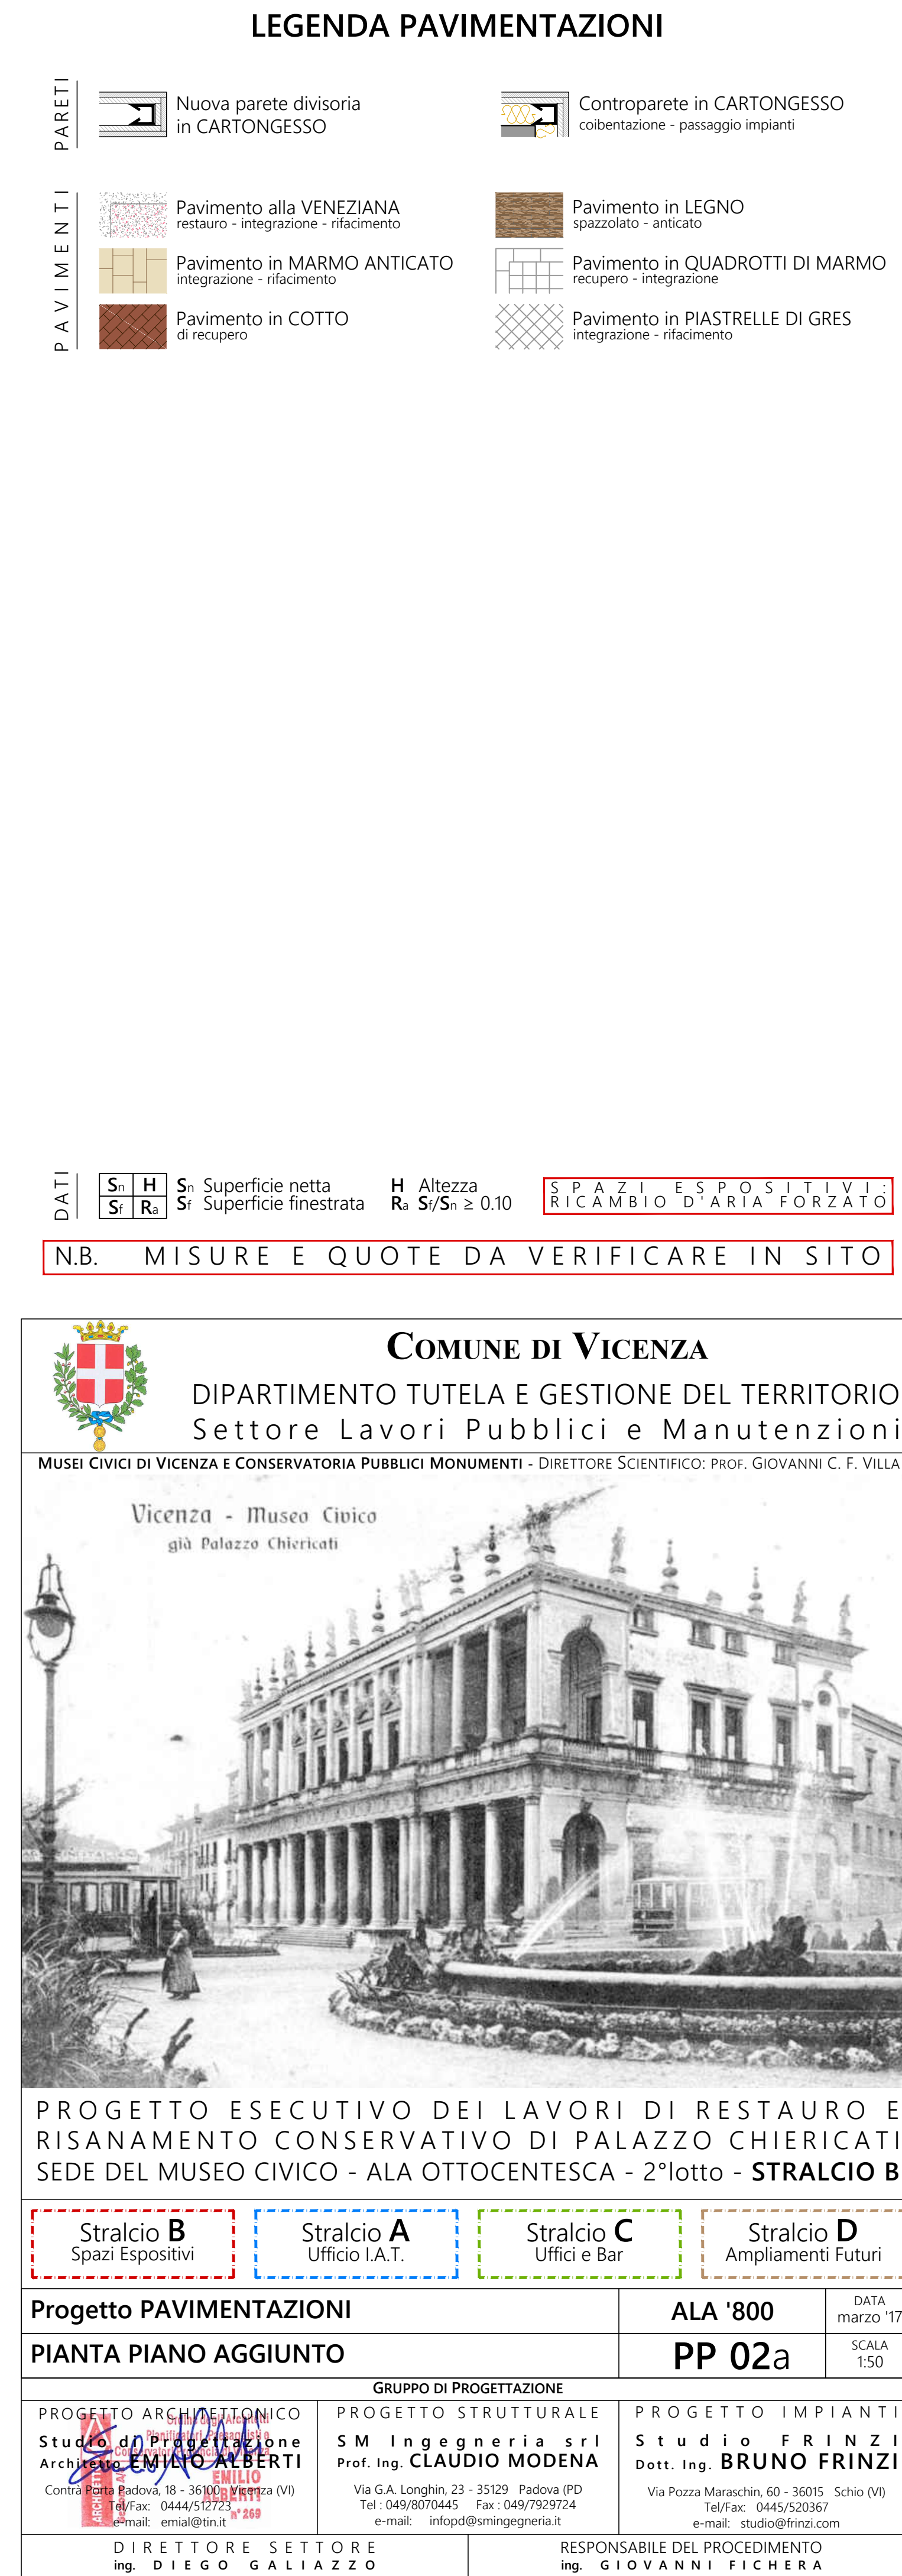 LEGENDA PAVIMENTAZIONI
PARETI
Nuova parete divisoria
in CARTONGESSO
Controparete in CARTONGESSO
coibentazione - passaggio impianti
PAVIMENTI
Pavimento alla VENEZIANA
restauro - integrazione - rifacimento
Pavimento in LEGNO
spazzolato - anticato
Pavimento in MARMO ANTICATO
integrazione - rifacimento
Pavimento in QUADROTTI DI MARMO
recupero - integrazione
Pavimento in COTTO
di recupero
Pavimento in PIASTRELLE DI GRES
integrazione - rifacimento
DATI
Sn H
Sf Ra
Sn Superficie netta
Sf Superficie finestrata
H Altezza
Ra Sf/Sn ≥ 0.10
SPAZI ESPOSITIVI:
RICAMBIO D'ARIA FORZATO
N.B. MISURE E QUOTE DA VERIFICARE IN SITO
COMUNE DI VICENZA
DIPARTIMENTO TUTELA E GESTIONE DEL TERRITORIO
Settore Lavori Pubblici e Manutenzioni
MUSEI CIVICI DI VICENZA E CONSERVATORIA PUBBLICI MONUMENTI - DIRETTORE SCIENTIFICO: PROF. GIOVANNI C. F. VILLA
Vicenza - Museo Civico
già Palazzo Chiericati
PROGETTO ESECUTIVO DEI LAVORI DI RESTAURO E
RISANAMENTO CONSERVATIVO DI PALAZZO CHIERICATI
SEDE DEL MUSEO CIVICO - ALA OTTOCENTESCA - 2°lotto - STRALCIO B
Stralcio B
Spazi Espositivi
Stralcio A
Ufficio I.A.T.
Stralcio C
Uffici e Bar
Stralcio D
Ampliamenti Futuri
Progetto PAVIMENTAZIONI
ALA '800
DATA
marzo '17
PIANTA PIANO AGGIUNTO
PP 02a
SCALA
1:50
GRUPPO DI PROGETTAZIONE
PROGETTO ARCHITETTONICO
Studio di Progettazione
Architetto EMILIO ALBERTI
Contrà Porta Padova, 18 - 36100 Vicenza (VI)
Tel/Fax: 0444/512723
e-mail: emial@tin.it
EMILIO
ALBERTI
n° 269
PROGETTO STRUTTURALE
SM Ingegneria srl
Prof. Ing. CLAUDIO MODENA
Via G.A. Longhin, 23 - 35129 Padova (PD
Tel : 049/8070445 Fax : 049/7929724
e-mail: infopd@smingegneria.it
PROGETTO IMPIANTI
Studio FRINZI
Dott. Ing. BRUNO FRINZI
Via Pozza Maraschin, 60 - 36015 Schio (VI)
Tel/Fax: 0445/520367
e-mail: studio@frinzi.com
DIRETTORE SETTORE
ing. DIEGO GALIAZZO
RESPONSABILE DEL PROCEDIMENTO
ing. GIOVANNI FICHERA